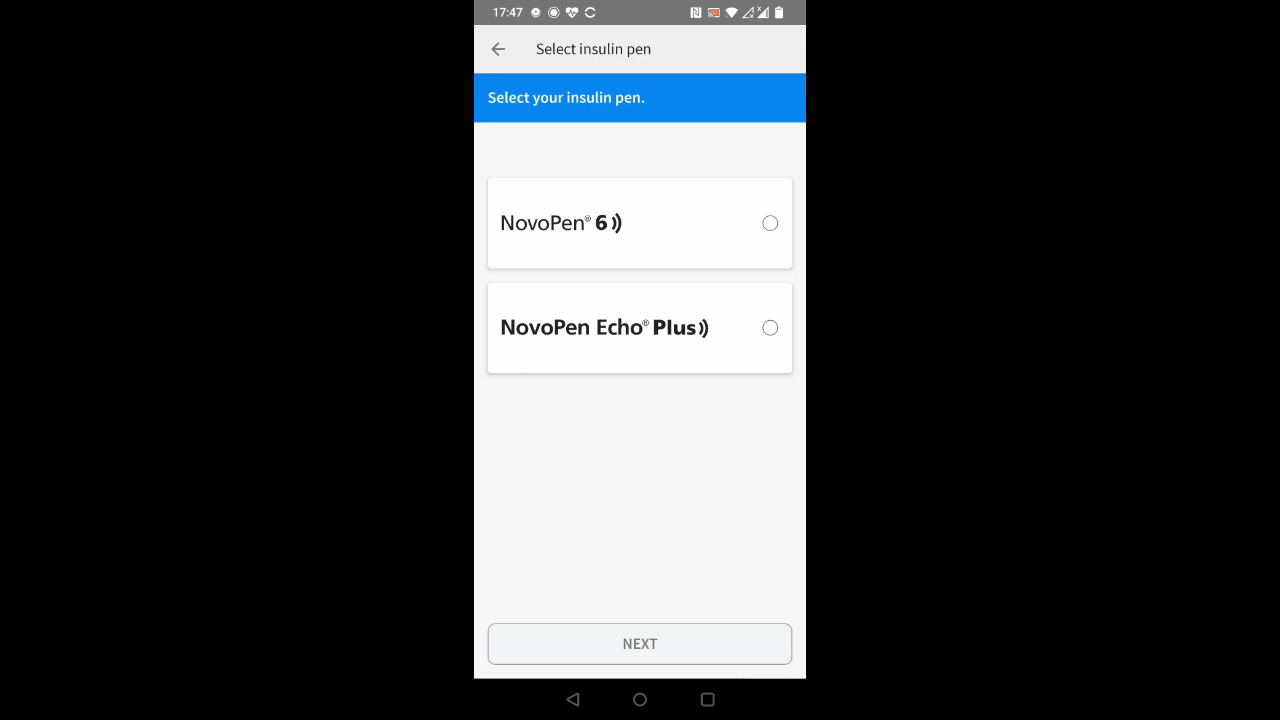 17:47
Select insulin pen
Select your insulin pen.
NovoPen® 6
NovoPen Echo® Plus
NEXT